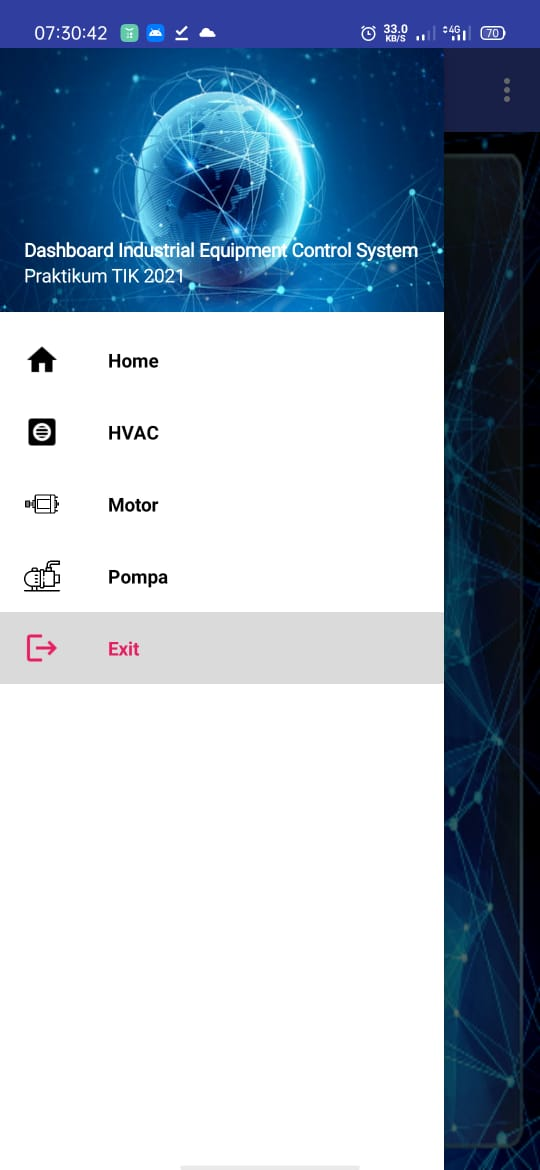 07:30:42
33.0
KB/S
4G
70
Dashboard Industrial Equipment Control System
Praktikum TIK 2021
Home
HVAC
Motor
Pompa
Exit